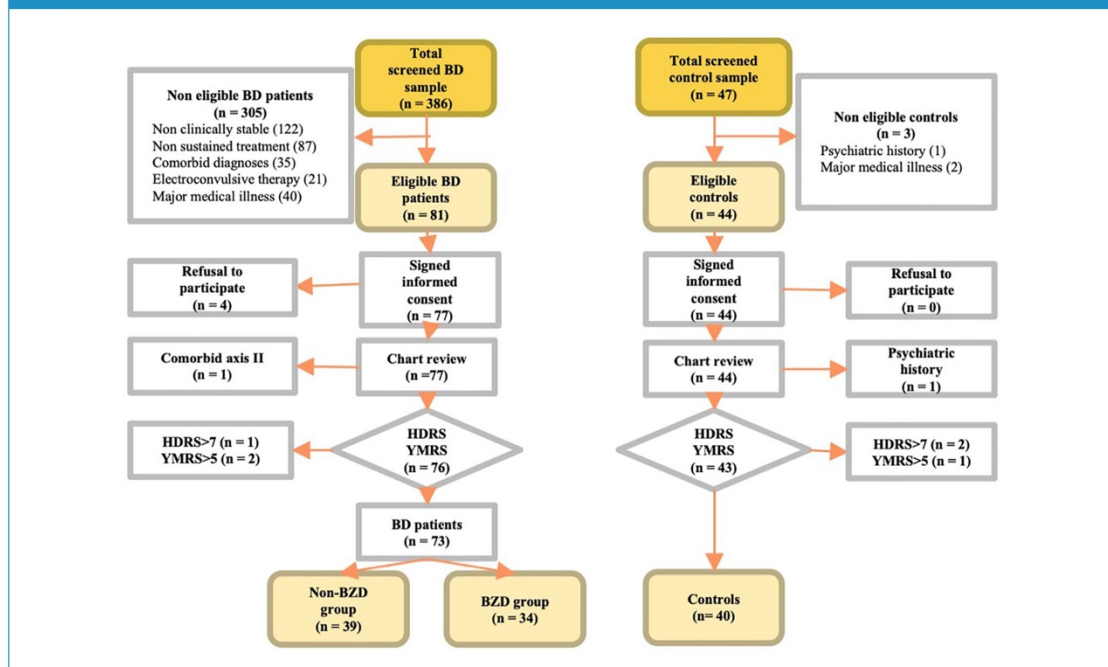 Total
screened BD
sample
(n = 386)
Non eligible BD patients
(n = 305)
Non clinically stable (122)
Non sustained treatment (87)
Comorbid diagnoses (35)
Electroconvulsive therapy (21)
Major medical illness (40)
Eligible BD
patients
(n = 81)
Refusal to
participate
(n = 4)
Signed
informed
consent
(n = 77)
Comorbid axis II
(n = 1)
Chart review
(n =77)
HDRS>7 (n = 1)
YMRS>5 (n = 2)
HDRS
YMRS
(n = 76)
BD patients
(n = 73)
Non-BZD
group
(n = 39)
BZD group
(n = 34)
Total screened
control sample
(n = 47)
Non eligible controls
(n = 3)
Psychiatric history (1)
Major medical illness (2)
Eligible
controls
(n = 44)
Signed
informed
consent
(n = 44)
Refusal to
participate
(n = 0)
Chart review
(n = 44)
Psychiatric
history
(n = 1)
HDRS
YMRS
(n = 43)
HDRS>7 (n = 2)
YMRS>5 (n = 1)
Controls
(n= 40)